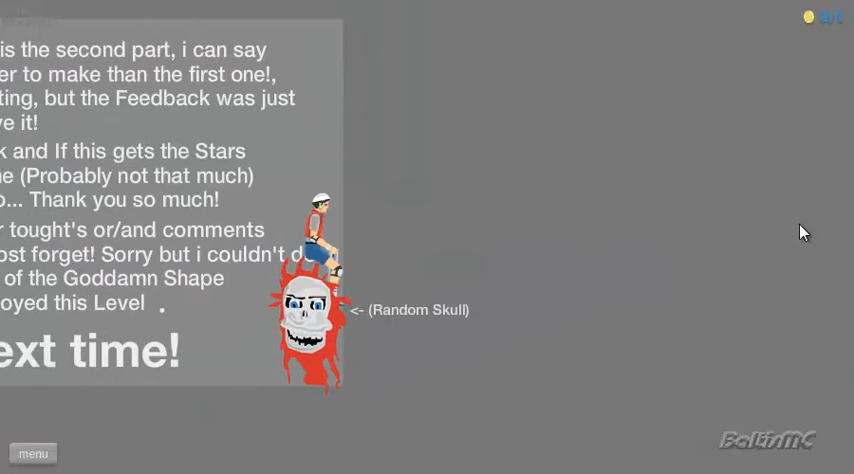 is the second part, i can say
er to make than the first one!,
ting, but the Feedback was just
ve it!
k and If this gets the Stars
ne (Probably not that much)
o... Thank you so much!
r tought's or/and comments
ost forget! Sorry but i couldn't d
of the Goddamn Shape
oyed this Level .
ext time!
<- (Random Skull)
menu